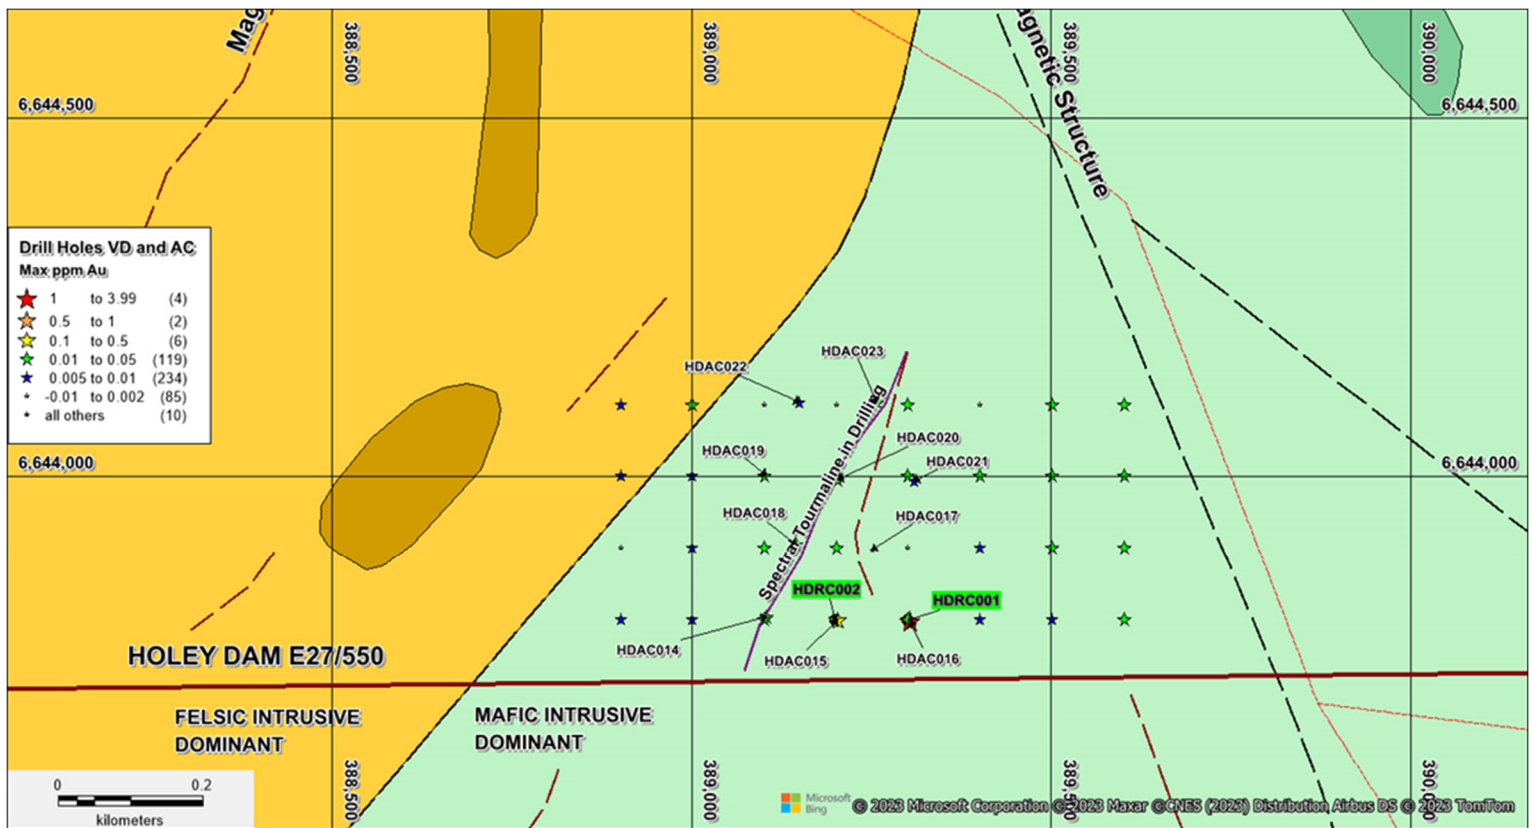 Mag
388,500
389,000
agnetic Structure
389,500
390,000
6,644,500
6,644,500
Drill Holes VD and AC
Max ppm Au
1 to 3.99 (4)
0.5 to 1 (2)
0.1 to 0.5 (6)
0.01 to 0.05 (119)
0.005 to 0.01 (234)
-0.01 to 0.002 (85)
all others (10)
HDAC023
HDAC022
Spectral Tourmaline in Drilling
HDAC020
HDAC019
HDAC021
6,644,000
6,644,000
HDAC018
HDAC017
HDRC002
HDRC001
HDAC014
HDAC015
HDAC016
HOLEY DAM E27/550
FELSIC INTRUSIVE
DOMINANT
MAFIC INTRUSIVE
DOMINANT
388,500
389,000
389,500
390,000
0 0.2
kilometers
Microsoft
Bing
© 2023 Microsoft Corporation © 2023 Maxar ©CNES (2023) Distribution Airbus DS © 2023 TomTom